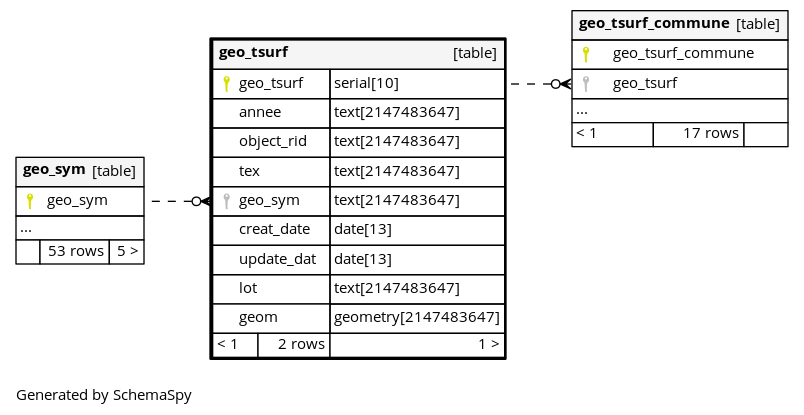 geo_tsurf_commune [table]
geo_tsurf_commune
geo_tsurf
...
< 1 17 rows
geo_tsurf [table]
geo_tsurf serial[10]
annee text[2147483647]
object_rid text[2147483647]
tex text[2147483647]
geo_sym text[2147483647]
creat_date date[13]
update_dat date[13]
lot text[2147483647]
geom geometry[2147483647]
< 1 2 rows 1 >
geo_sym [table]
geo_sym
...
53 rows 5 >
Generated by SchemaSpy